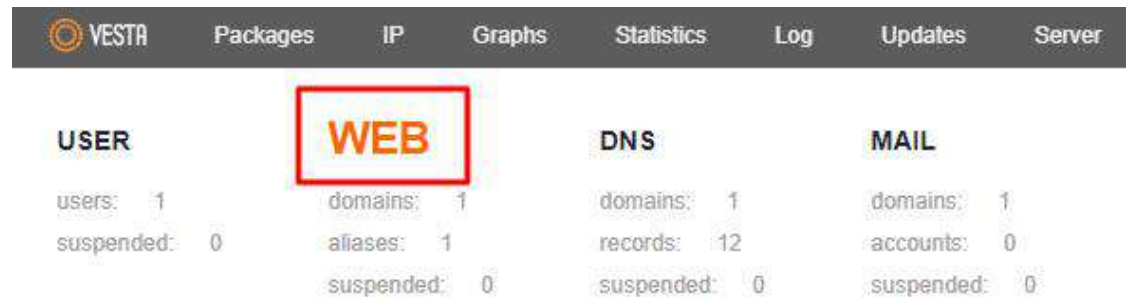 VESTA Packages IP Graphs Statistics Log Updates Server
USER WEB DNS MAIL
users: 1 domains: 1 domains: 1 domains: 1
suspended: 0 aliases: 1 records: 12 accounts: 0
suspended: 0 suspended: 0 suspended: 0